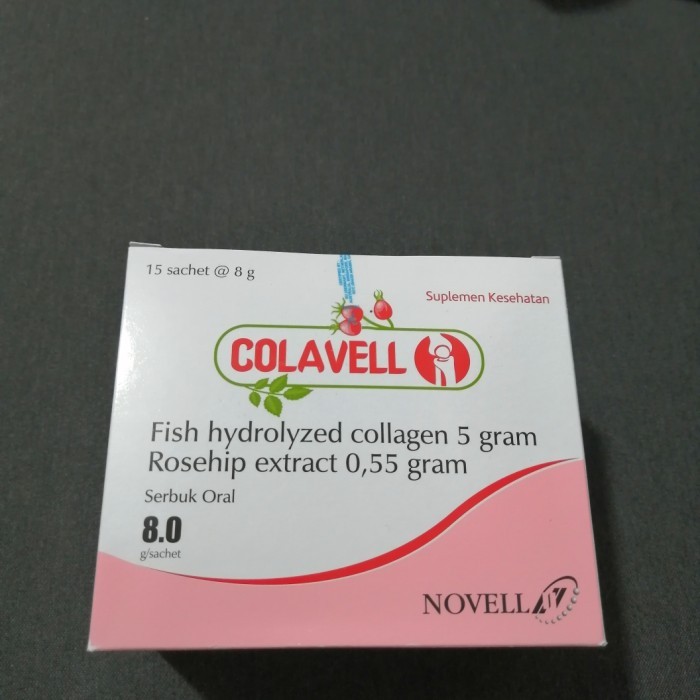 15 sachet @ 8 g
Suplemen Kesehatan
COLAVELL
Fish hydrolyzed collagen 5 gram
Rosehip extract 0,55 gram
Serbuk Oral
8.0
g/sachet
NOVELL